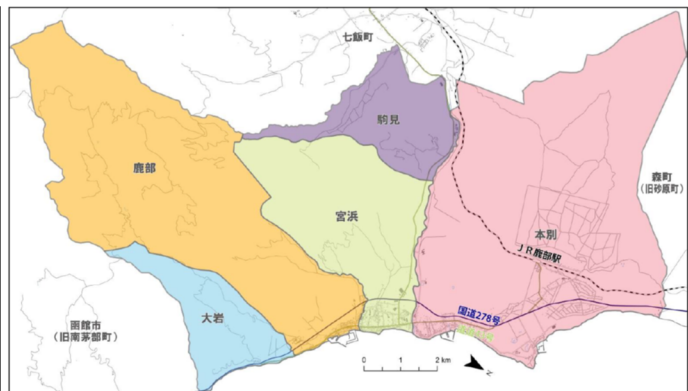 七飯町
駒見
鹿部
森町
(旧砂原町)
宮浜
本別
JR鹿部駅
大岩
国道278号
函館市
(旧南茅部町)
0 1 2 km
N